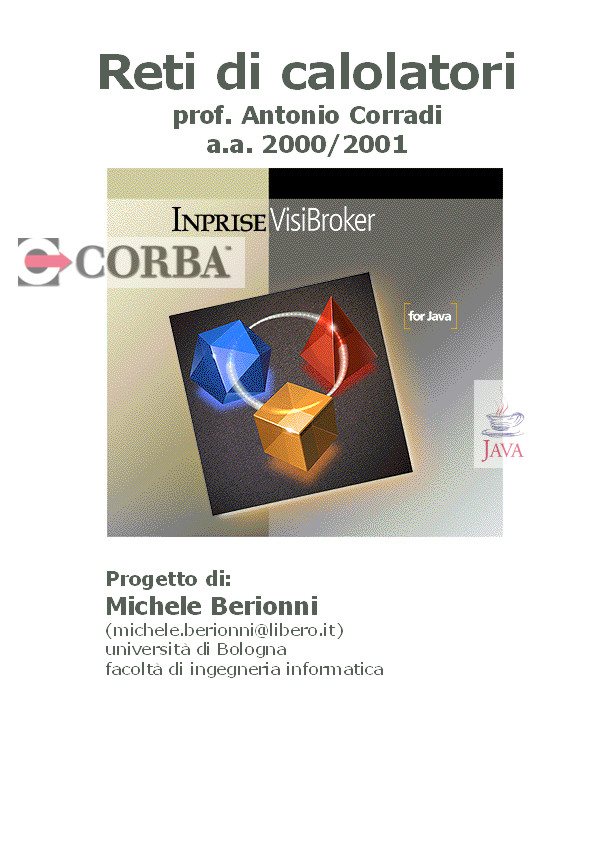 Reti di calolatori
prof. Antonio Corradi
a.a. 2000/2001
INPRISE VisiBroker
CORBA™
for Java
JAVA
Progetto di:
Michele Berionni
(michele.berionni@libero.it)
università di Bologna
facoltà di ingegneria informatica